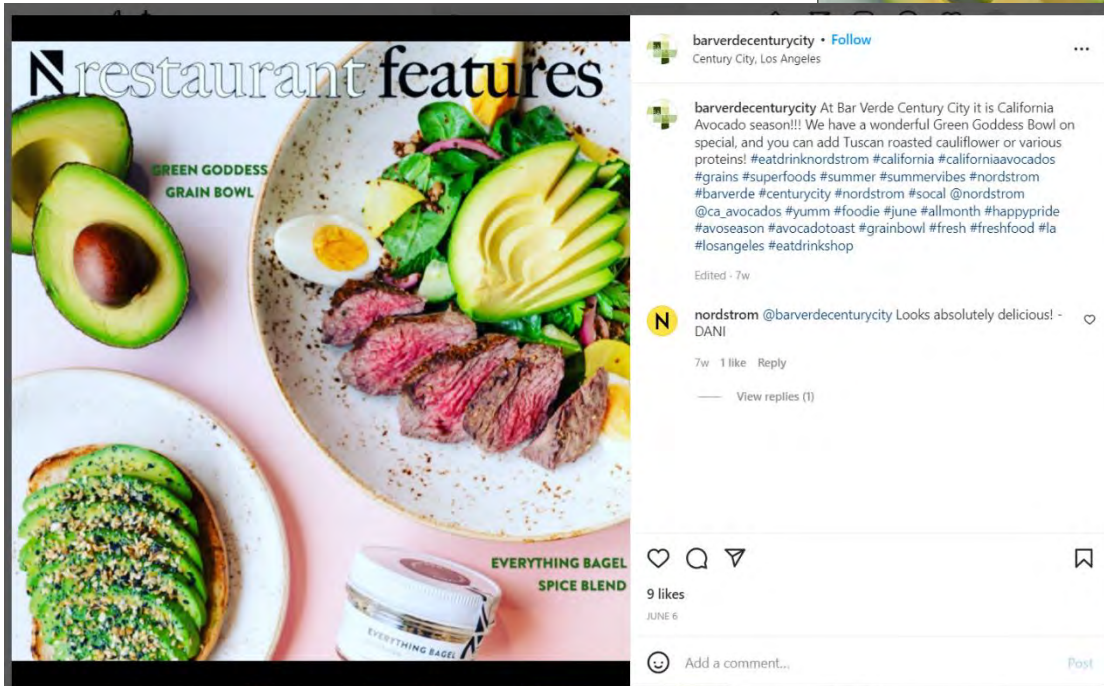 N restaurant features
GREEN GODDESS
GRAIN BOWL
EVERYTHING BAGEL
SPICE BLEND
EVERYTHING BAGEL
barverdecenturycity • Follow
Century City, Los Angeles
barverdecenturycity At Bar Verde Century City it is California
Avocado season!!! We have a wonderful Green Goddess Bowl on
special, and you can add Tuscan roasted cauliflower or various
proteins! #eatdrinknordstrom #california #californiaavocados
#grains #superfoods #summer #summervibes #nordstrom
#barverde #centurycity #nordstrom #socal @nordstrom
@ca_avocados #yumm #foodie #june #allmonth #happypride
#avoseason #avocadotoast #grainbowl #fresh #freshfood #la
#losangeles #eatdrinkshop
Edited · 7w
N
nordstrom @barverdecenturycity Looks absolutely delicious! -
DANI
7w 1 like Reply
View replies (1)
9 likes
JUNE 6
Add a comment...
Post